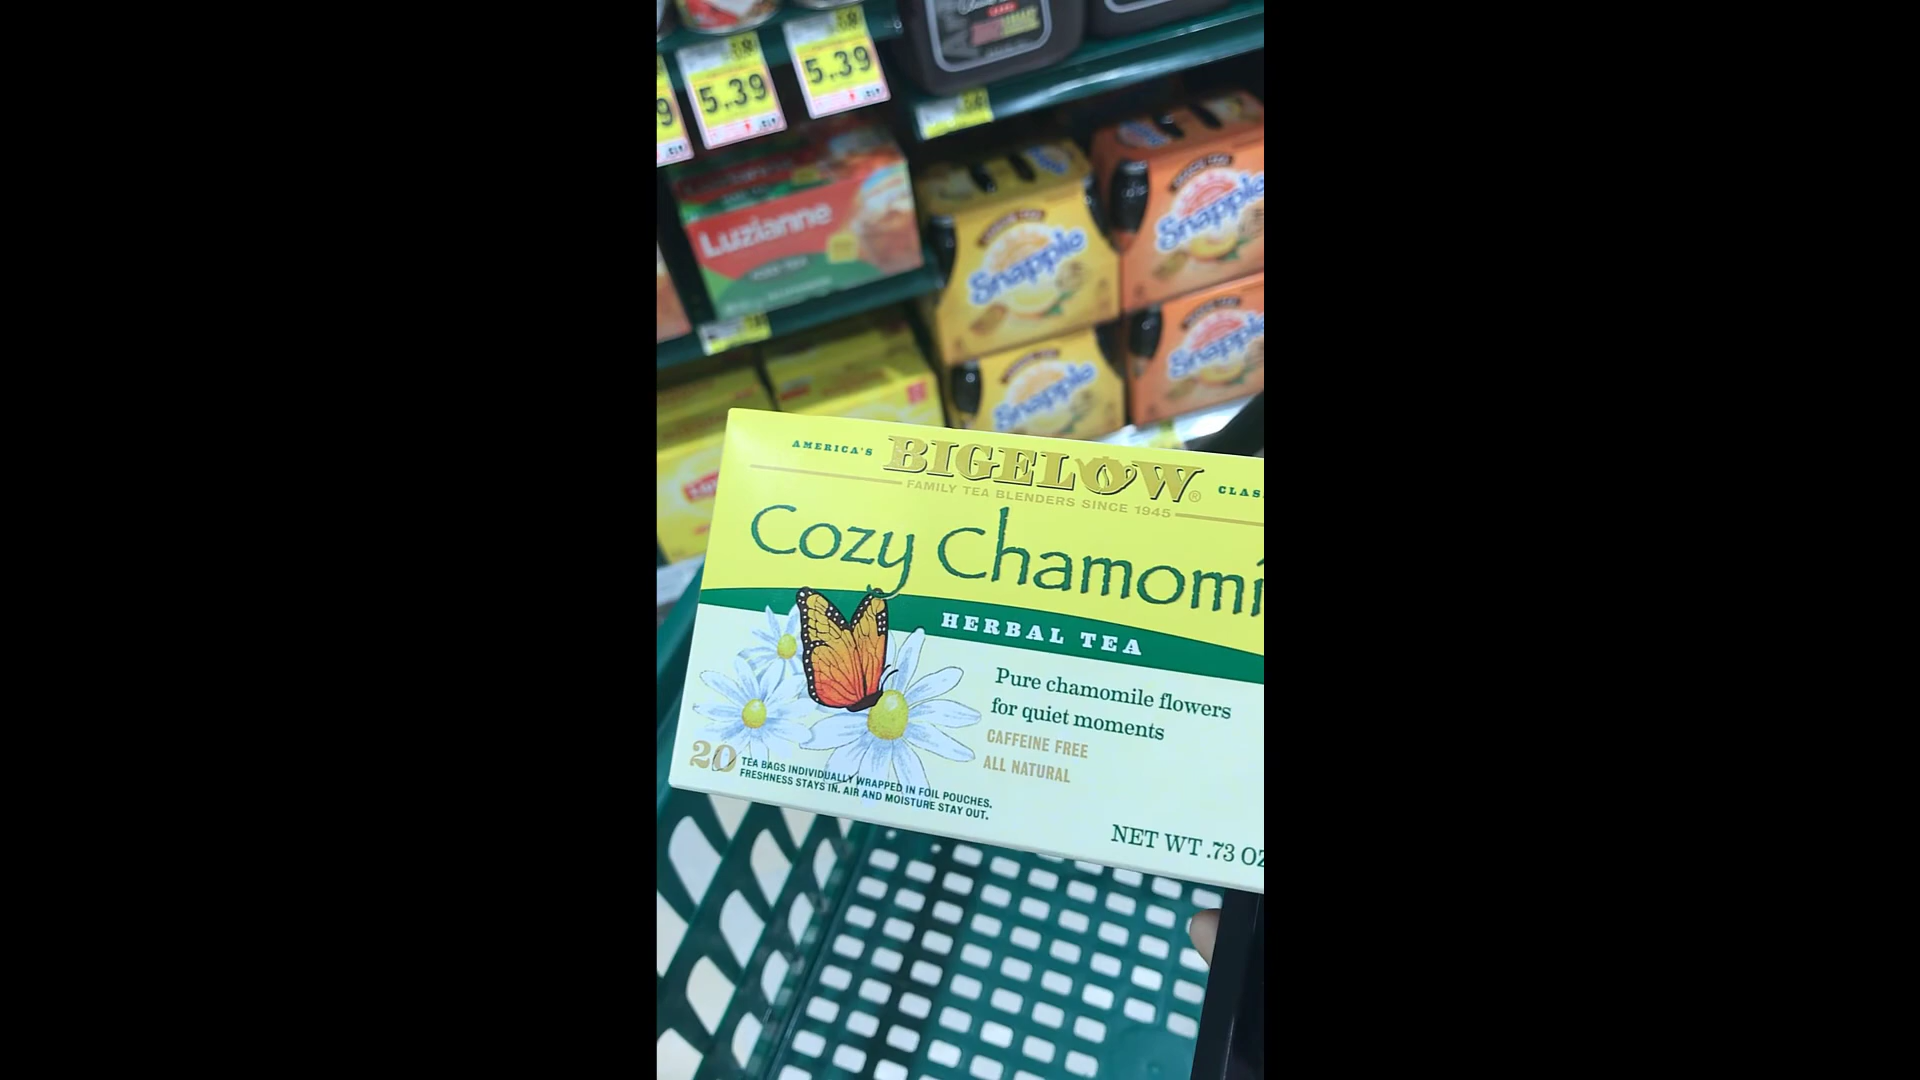 5.39
5.39
9
Luzianne
Snapple
Snapple
Snapple
Snapple
AMERICA'S BIGELOW® CLAS
FAMILY TEA BLENDERS SINCE 1945
Cozy Chamomi
HERBAL TEA
Pure chamomile flowers
for quiet moments
CAFFEINE FREE
ALL NATURAL
20 TEA BAGS INDIVIDUALLY WRAPPED IN FOIL POUCHES.
FRESHNESS STAYS IN. AIR AND MOISTURE STAY OUT.
NET WT .73 OZ